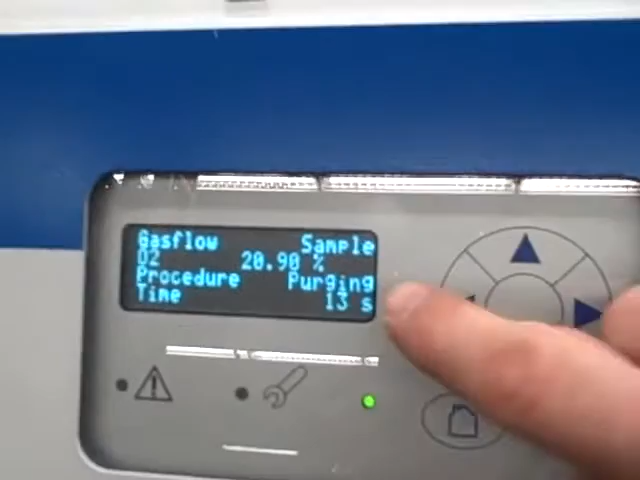 Gasflow Sample
O2 20.90 %
Procedure Purging
Time 13 s